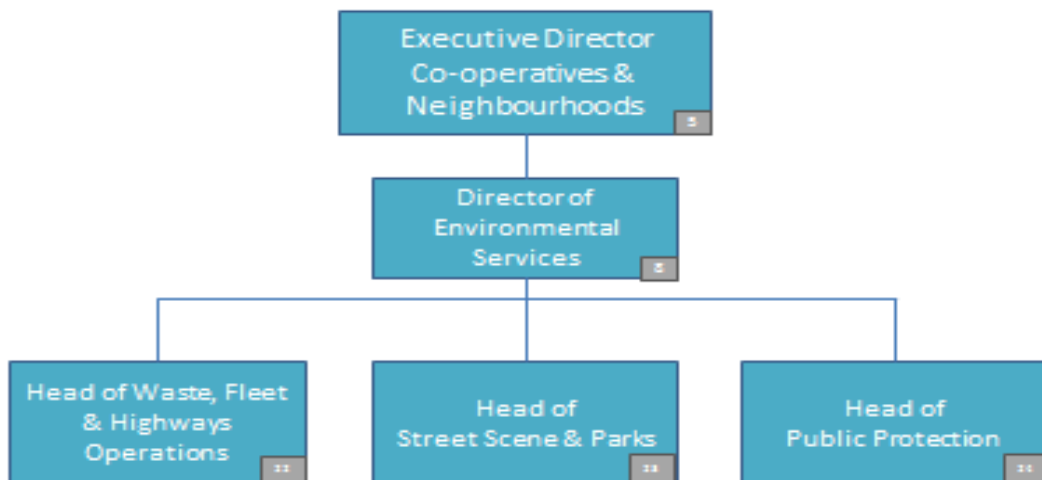 Executive Director
Co-operatives &
Neighbourhoods
Director of
Environmental
Services
Head of Waste, Fleet
& Highways
Operations
Head of
Street Scene & Parks
Head of
Public Protection